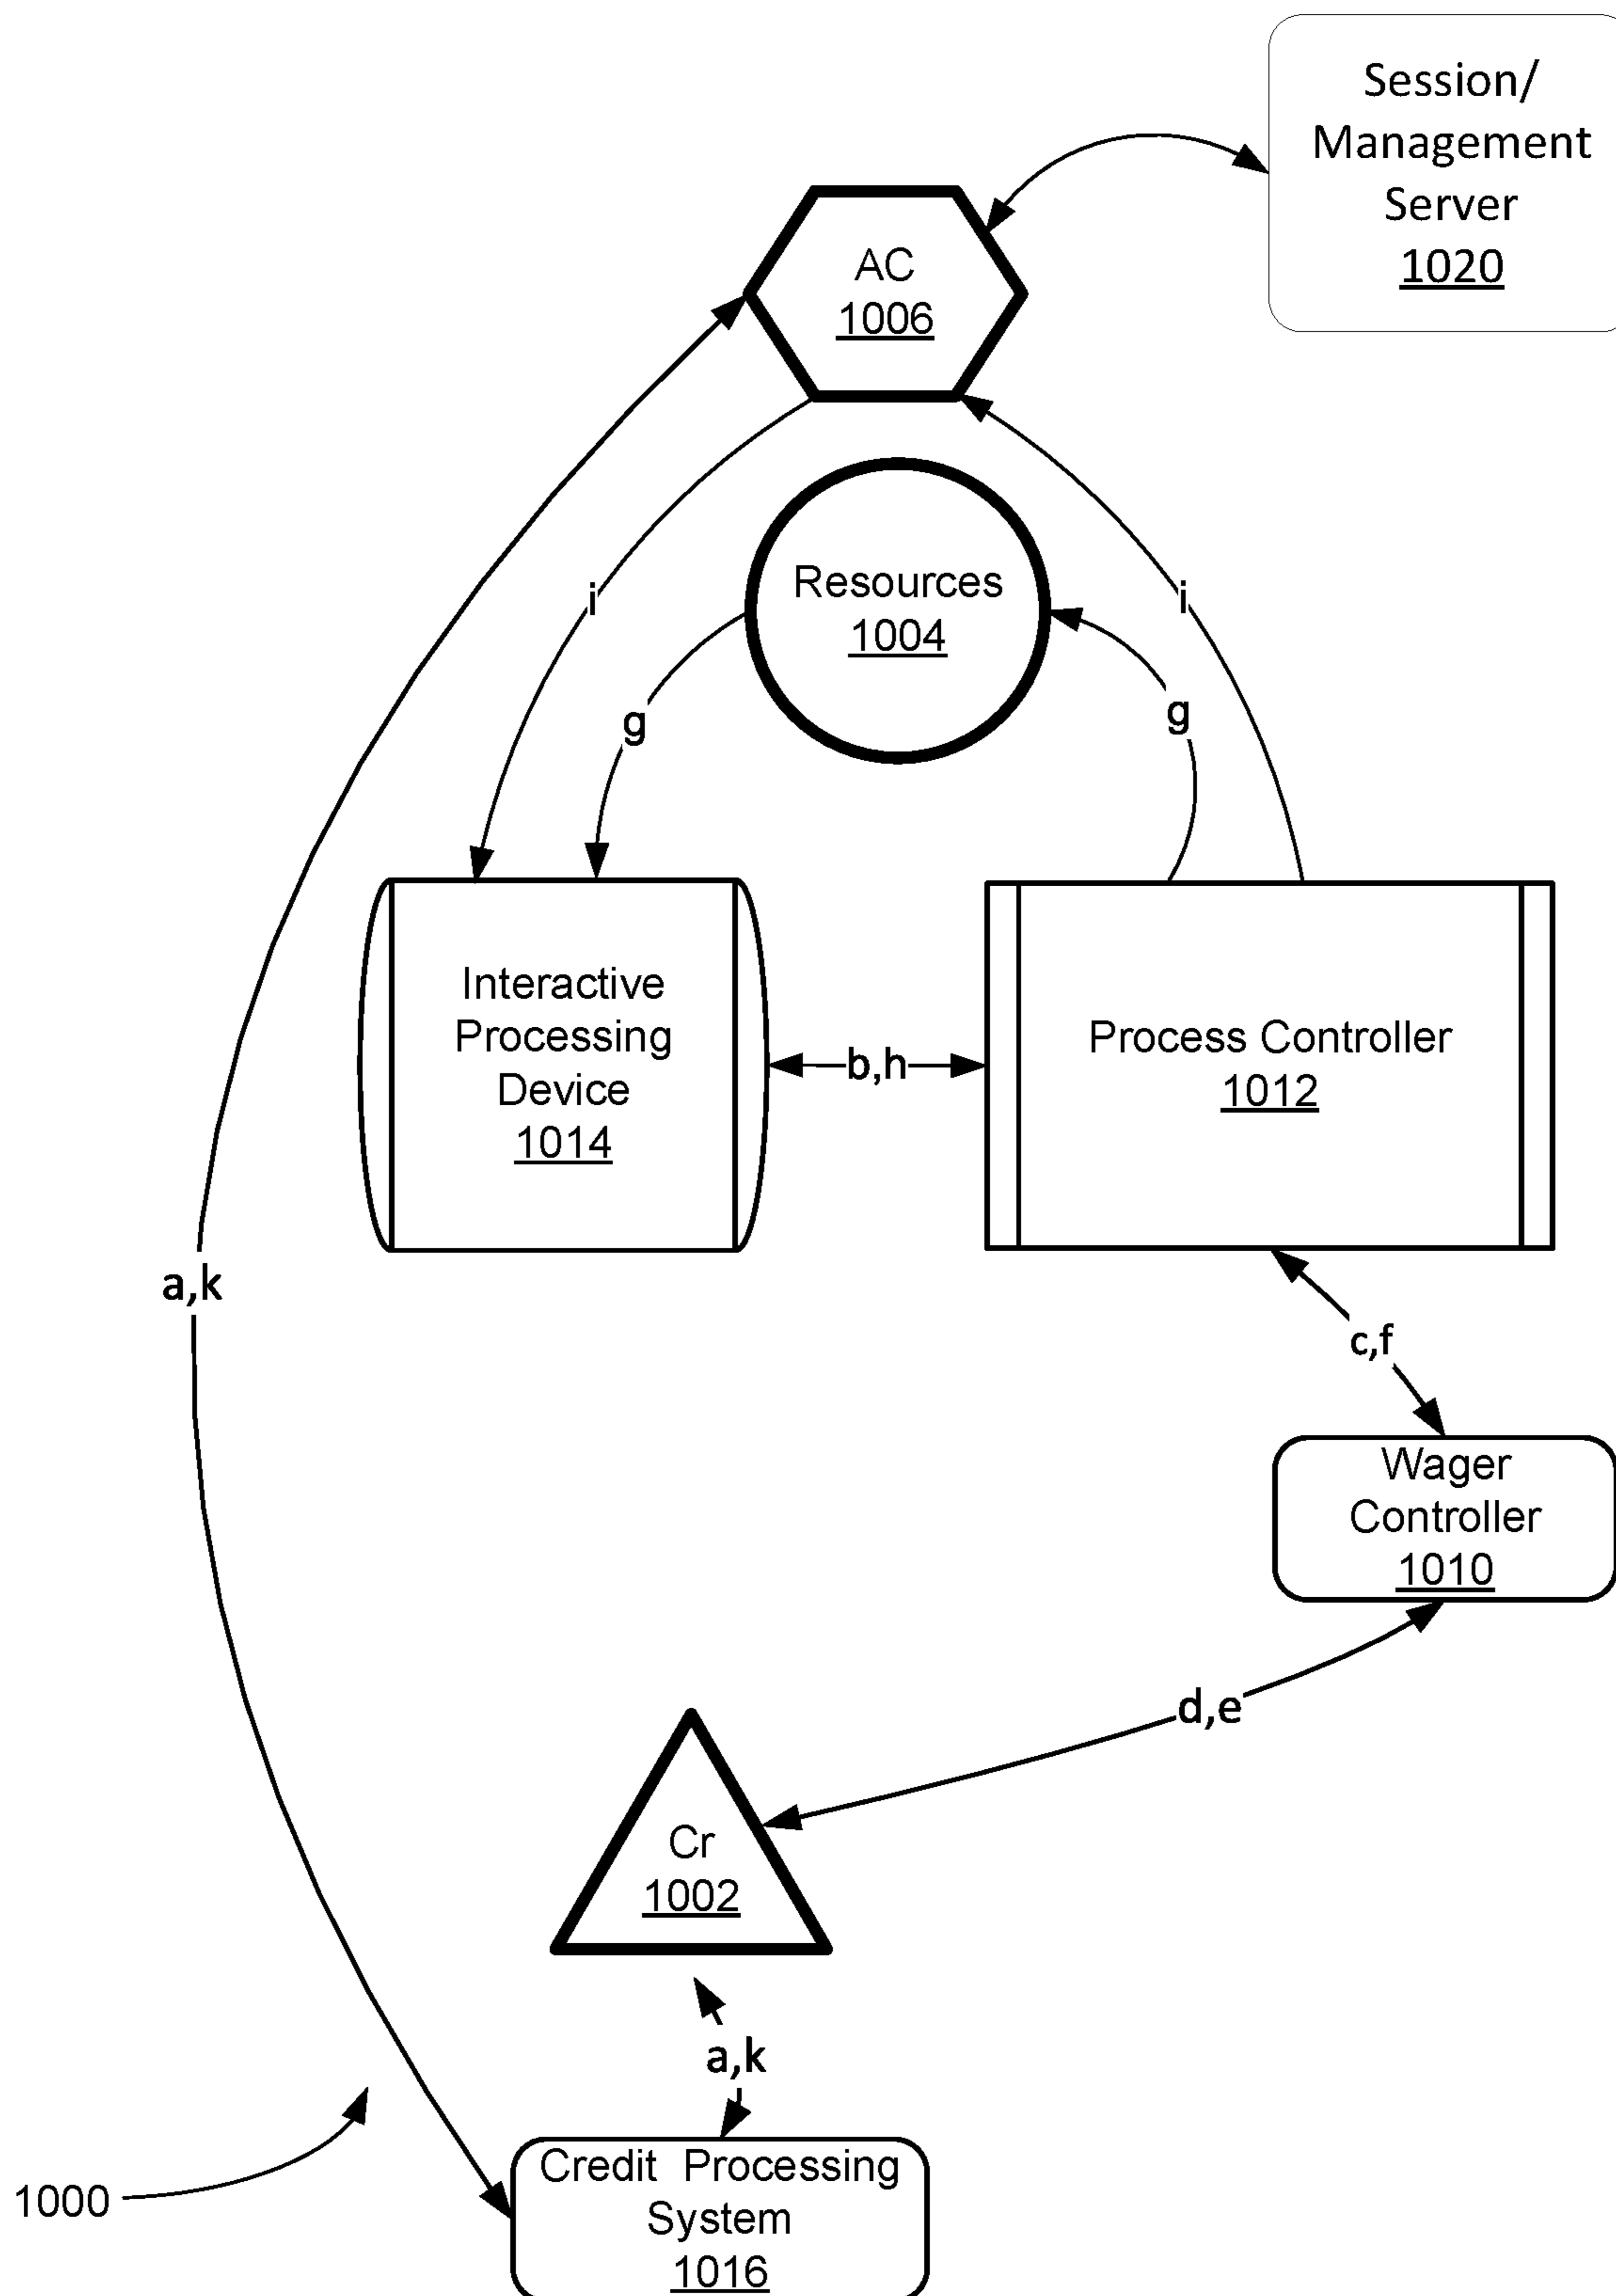 Session/
Management
Server
1020
AC
1006
Resources
1004
i
i
g
g
Interactive
Processing
Device
1014
b,h
Process Controller
1012
a,k
c,f
Wager
Controller
1010
d,e
Cr
1002
a,k
1000
Credit Processing
System
1016